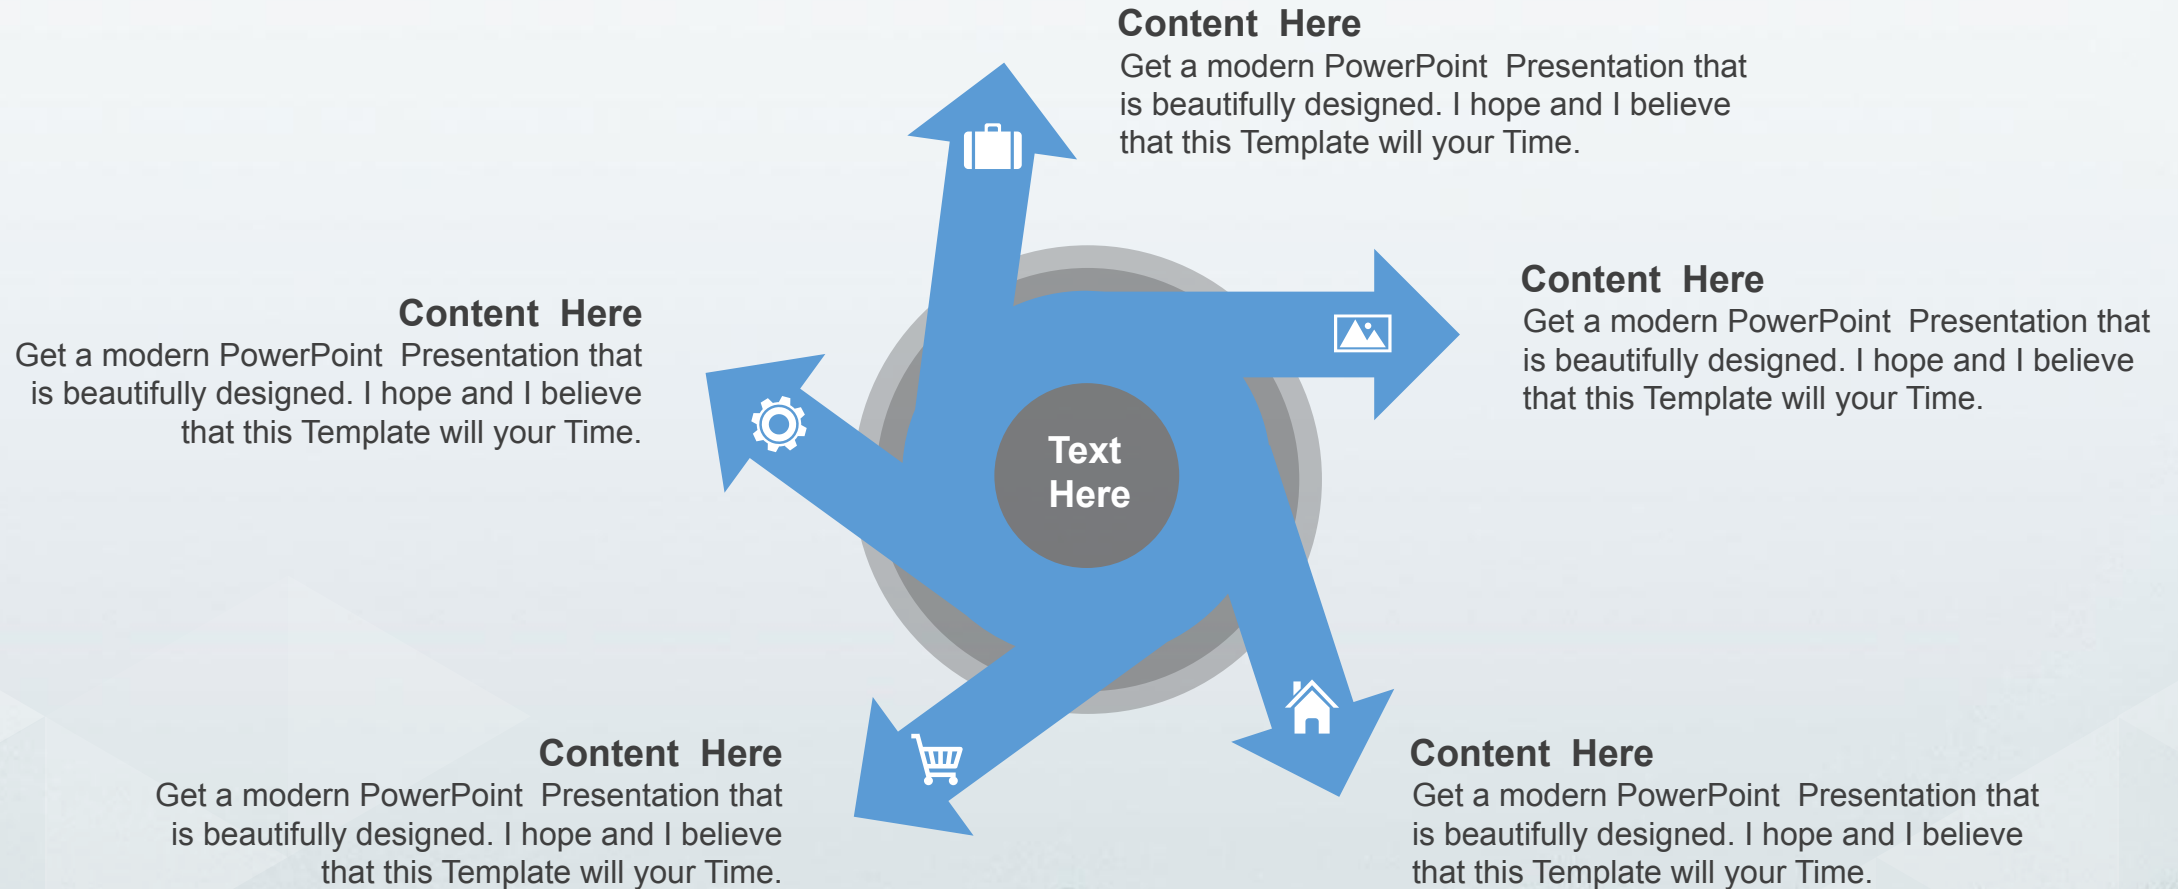 Content  Here
Get a modern PowerPoint  Presentation that
is beautifully designed. I hope and I believe
that this Template will your Time.
Content  Here
Get a modern PowerPoint  Presentation that
is beautifully designed. I hope and I believe
that this Template will your Time.
Content  Here
Get a modern PowerPoint  Presentation that
is beautifully designed. I hope and I believe
that this Template will your Time.
Text
Here
Content  Here
Get a modern PowerPoint  Presentation that
is beautifully designed. I hope and I believe
that this Template will your Time.
Content  Here
Get a modern PowerPoint  Presentation that
is beautifully designed. I hope and I believe
that this Template will your Time.